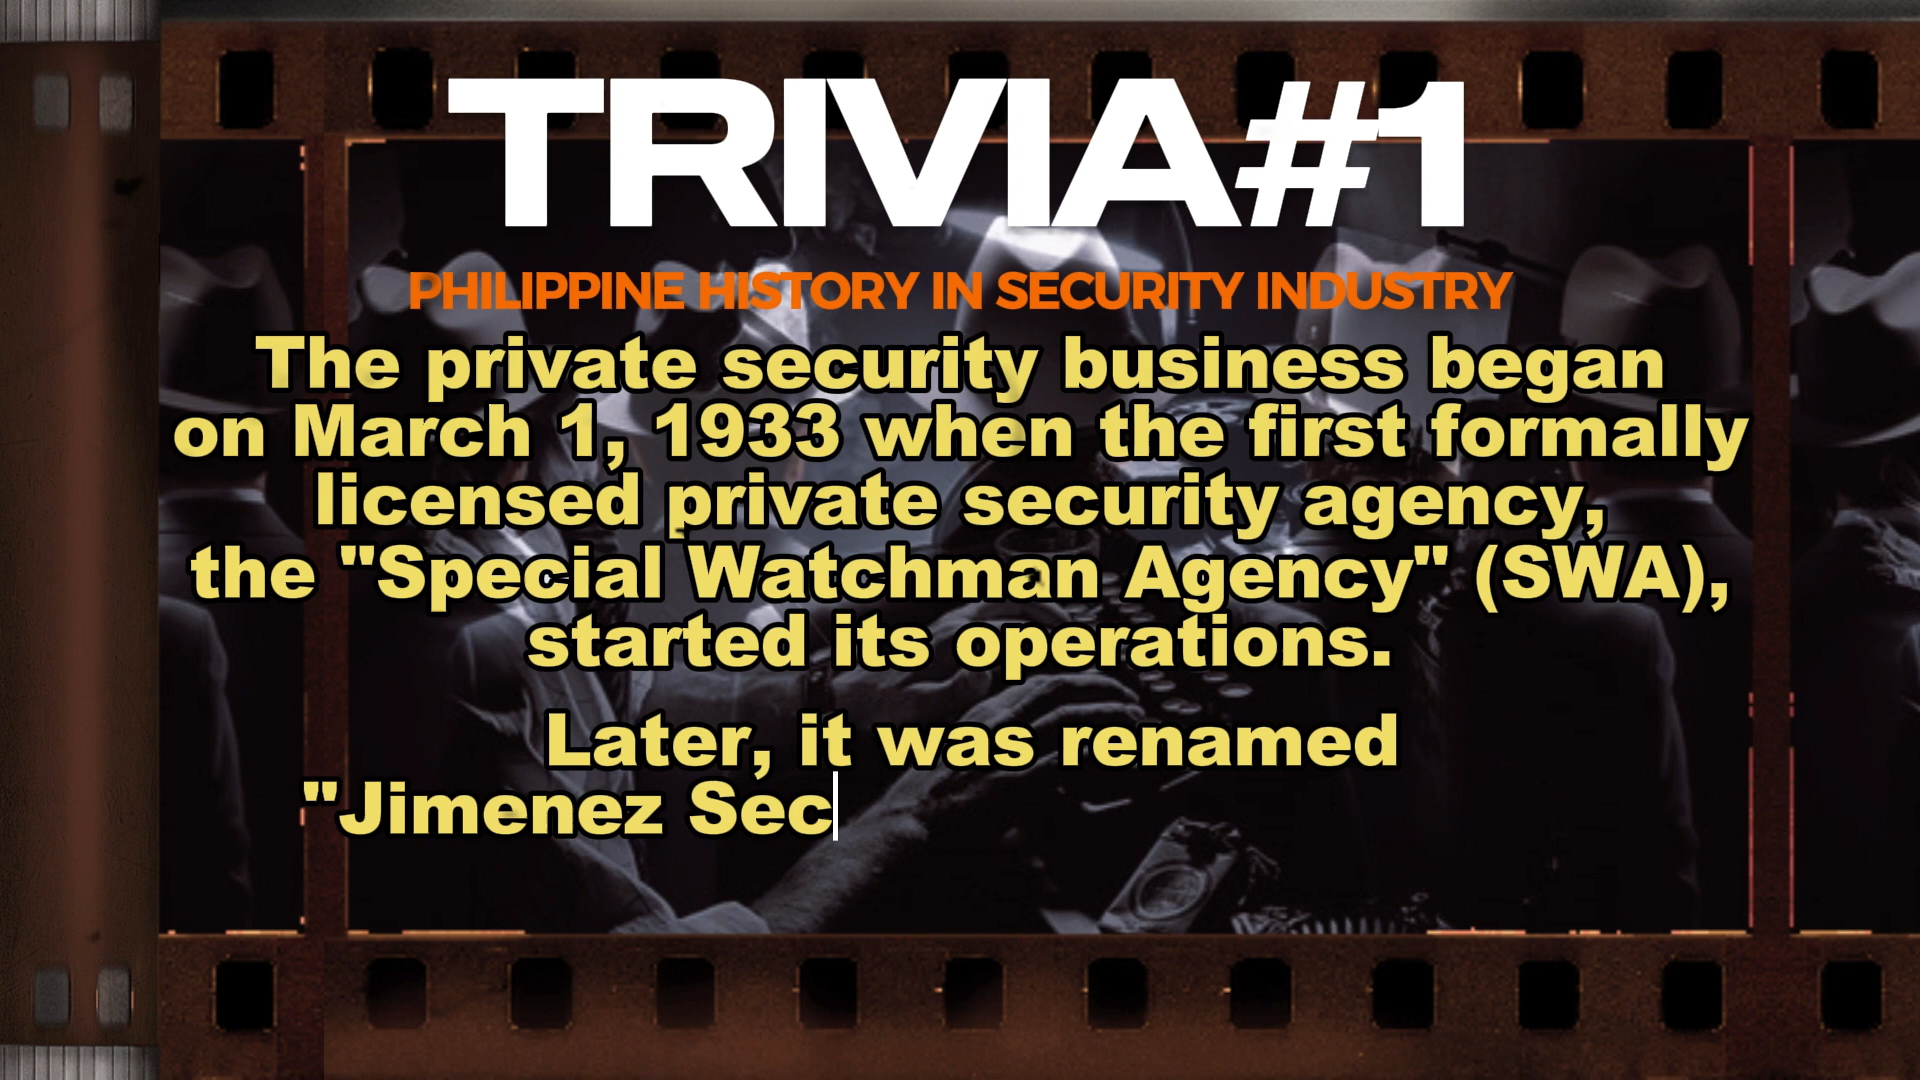 TRIVIA#1
PHILIPPINE HISTORY IN SECURITY INDUSTRY
The private security business began
on March 1, 1933 when the first formally
licensed private security agency,
the "Special Watchman Agency" (SWA),
started its operations.
Later, it was renamed
"Jimenez Sec